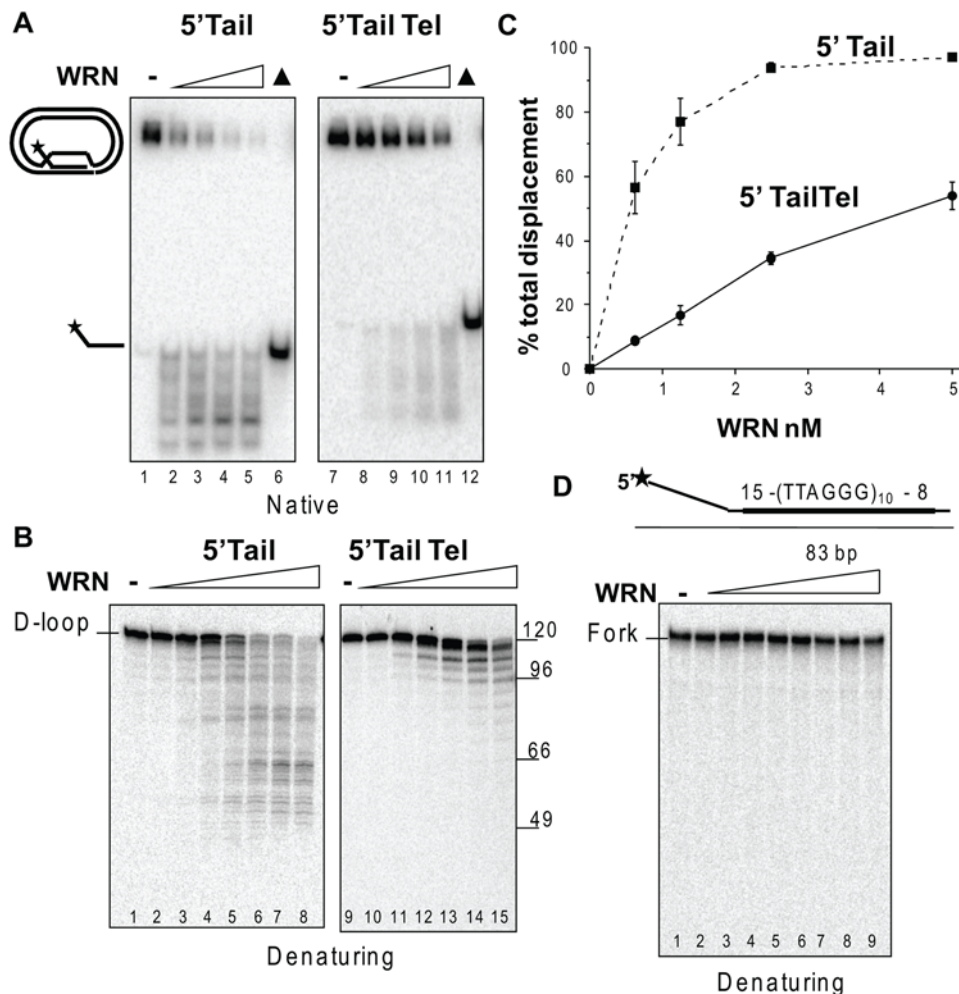 A
5'Tail
5'Tail Tel
WRN
-
▲
-
▲
1 2 3 4 5 6
7 8 9 10 11 12
Native
B
5'Tail
5'Tail Tel
WRN
-
-
D-loop
120
96
66
49
1 2 3 4 5 6 7 8
9 10 11 12 13 14 15
Denaturing
C
% total displacement
100
80
60
40
20
0
5' Tail
5' TailTel
0 1 2 3 4 5
WRN nM
D
5'
15 -(TTAGGG)₁₀ - 8
83 bp
WRN
-
Fork
1 2 3 4 5 6 7 8 9
Denaturing